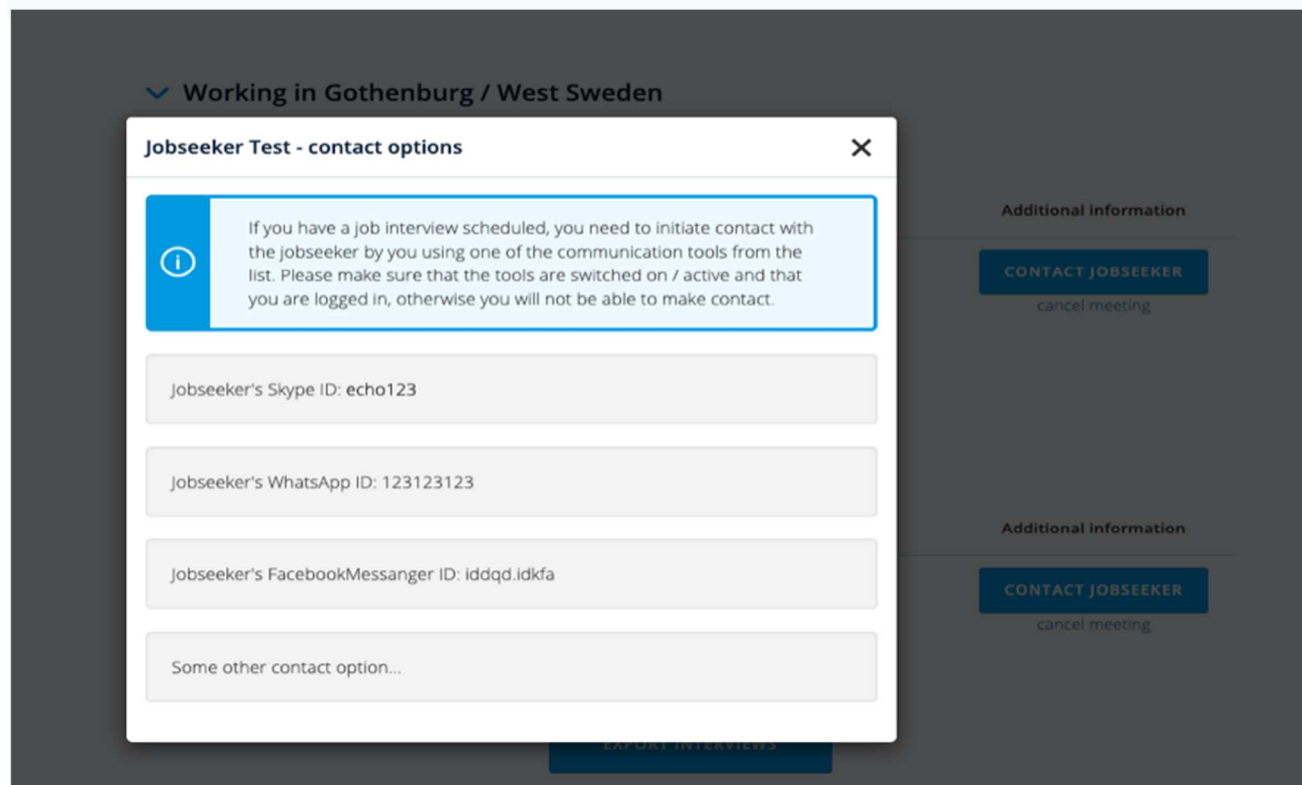 Working in Gothenburg / West Sweden
Jobseeker Test - contact options
If you have a job interview scheduled, you need to initiate contact with
the jobseeker by you using one of the communication tools from the
list. Please make sure that the tools are switched on / active and that
you are logged in, otherwise you will not be able to make contact.
Jobseeker's Skype ID: echo123
Jobseeker's WhatsApp ID: 123123123
Jobseeker's FacebookMessanger ID: iddqd.idkfa
Some other contact option...
Additional information
CONTACT JOBSEEKER
cancel meeting
Additional information
CONTACT JOBSEEKER
cancel meeting
EXPORT INTERVIEWS